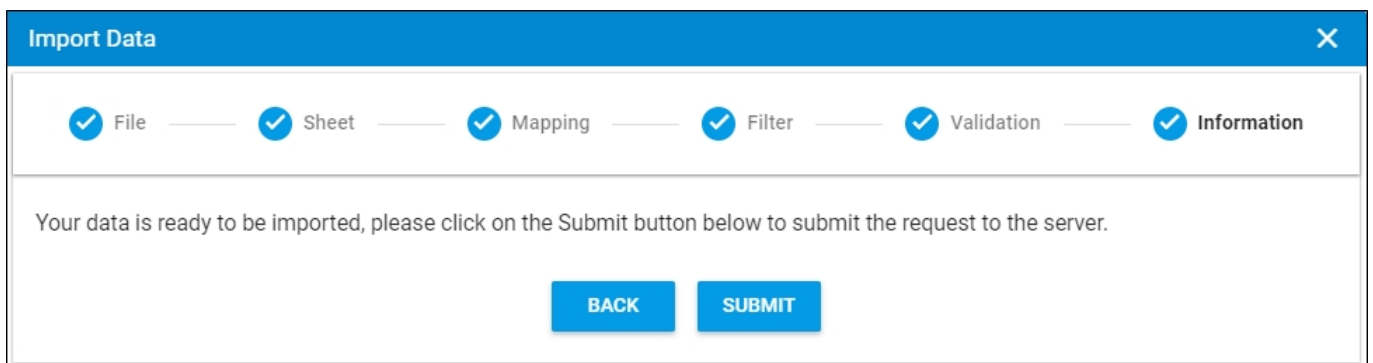 Import Data
File Sheet Mapping Filter Validation Information
Your data is ready to be imported, please click on the Submit button below to submit the request to the server.
BACK SUBMIT